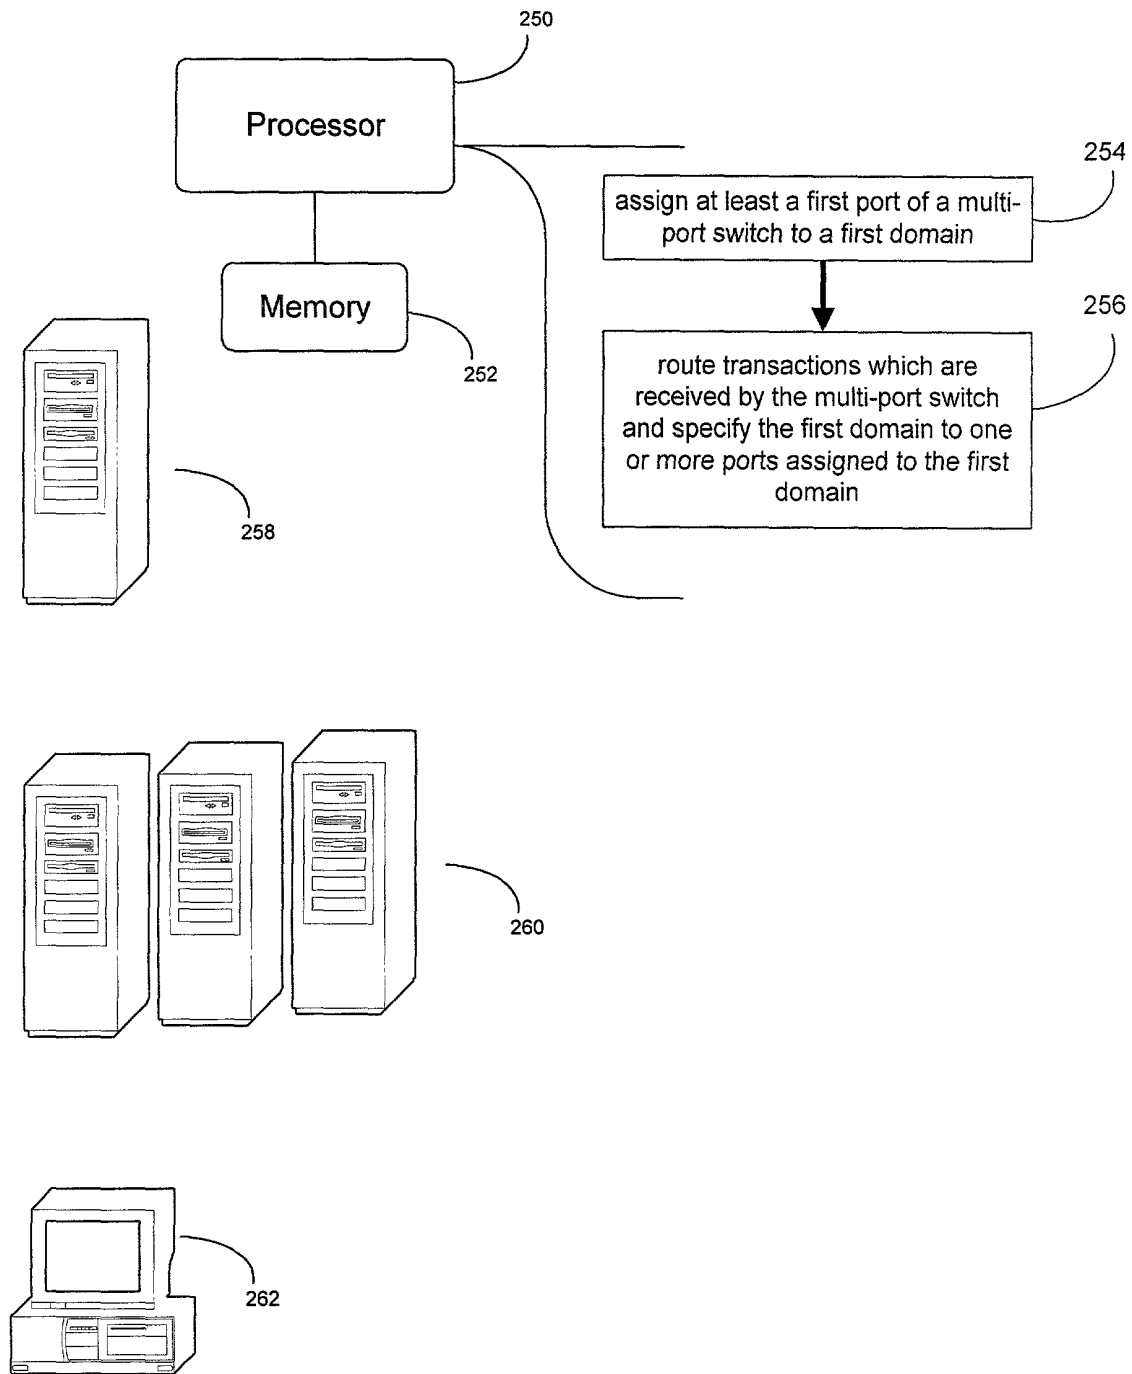 250
Processor
254
assign at least a first port of a multi-
port switch to a first domain
Memory
252
256
route transactions which are
received by the multi-port switch
and specify the first domain to one
or more ports assigned to the first
domain
258
260
262